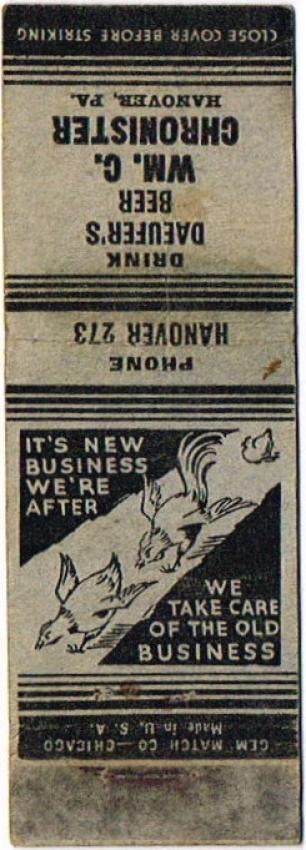 CLOSE COVER BEFORE STRIKING
DRINK
DAEUFER'S
BEER
WM. C.
CHRONISTER
HANOVER, PA.
PHONE
HANOVER 273
IT'S NEW
BUSINESS
WE'RE
AFTER
WE
TAKE CARE
OF THE OLD
BUSINESS
GEM MATCH CO—CHICAGO
Made in U. S. A.